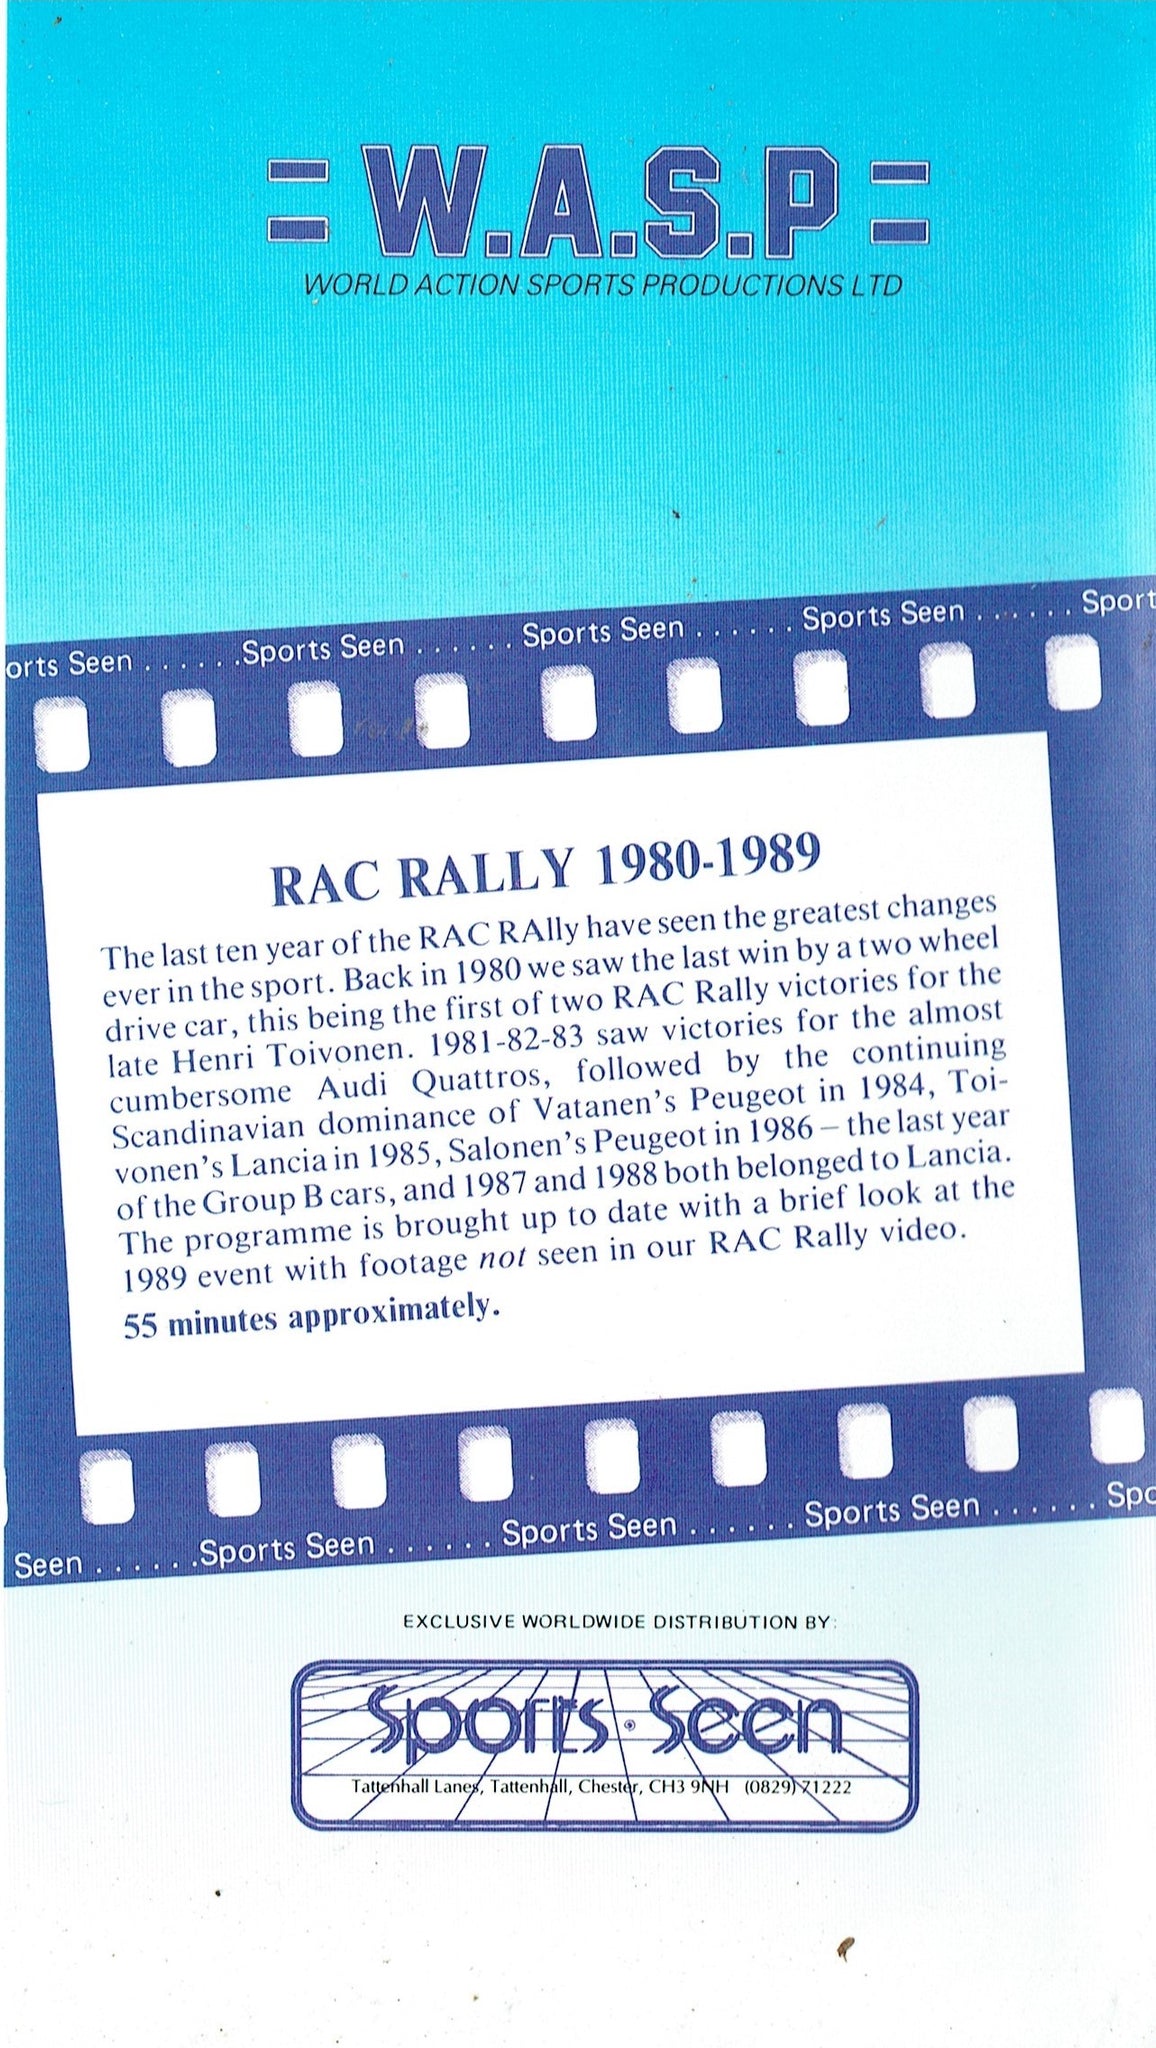 = W.A.S.P =
WORLD ACTION SPORTS PRODUCTIONS LTD
orts Seen . . . . . . Sports Seen . . . . . . Sports Seen . . . . . . Sports Seen . . . . . . Sport
RAC RALLY 1980-1989
The last ten year of the RAC RAlly have seen the greatest changes
ever in the sport. Back in 1980 we saw the last win by a two wheel
drive car, this being the first of two RAC Rally victories for the
late Henri Toivonen. 1981-82-83 saw victories for the almost
cumbersome Audi Quattros, followed by the continuing
Scandinavian dominance of Vatanen's Peugeot in 1984, Toi-
vonen's Lancia in 1985, Salonen's Peugeot in 1986 – the last year
of the Group B cars, and 1987 and 1988 both belonged to Lancia.
The programme is brought up to date with a brief look at the
1989 event with footage not seen in our RAC Rally video.
55 minutes approximately.
Seen . . . . . . Sports Seen . . . . . . Sports Seen . . . . . . Sports Seen . . . . . . Spo
EXCLUSIVE WORLDWIDE DISTRIBUTION BY:
Sports • Seen
Tattenhall Lanes, Tattenhall, Chester, CH3 9NH (0829) 71222